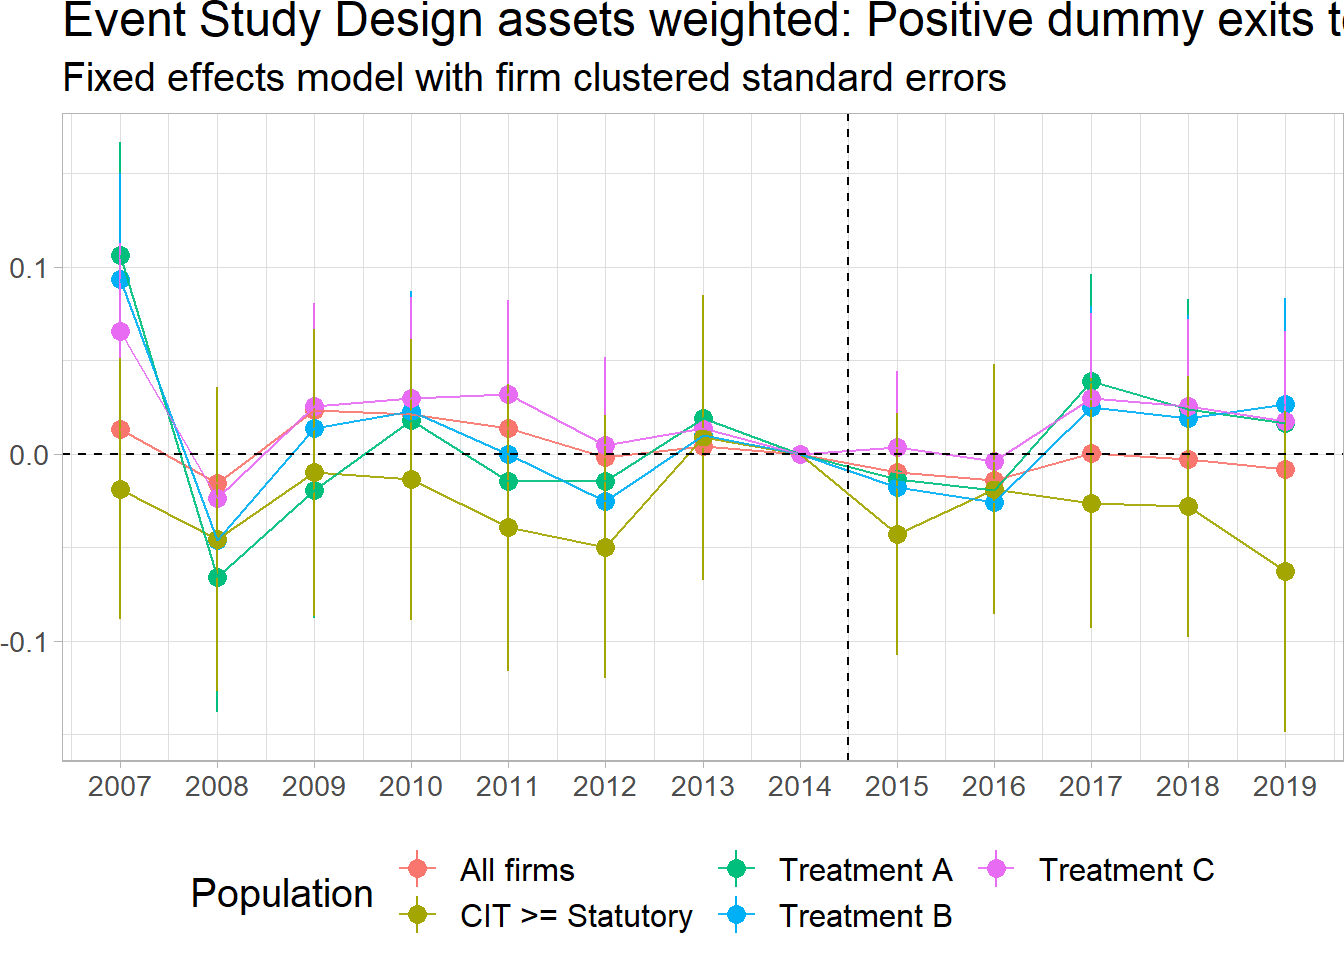 Event Study Design assets weighted: Positive dummy exits
Fixed effects model with firm clustered standard errors
0.1
0.0
-0.1
2007 2008 2009 2010 2011 2012 2013 2014 2015 2016 2017 2018 2019
Population
All firms Treatment A Treatment C
CIT >= Statutory Treatment B